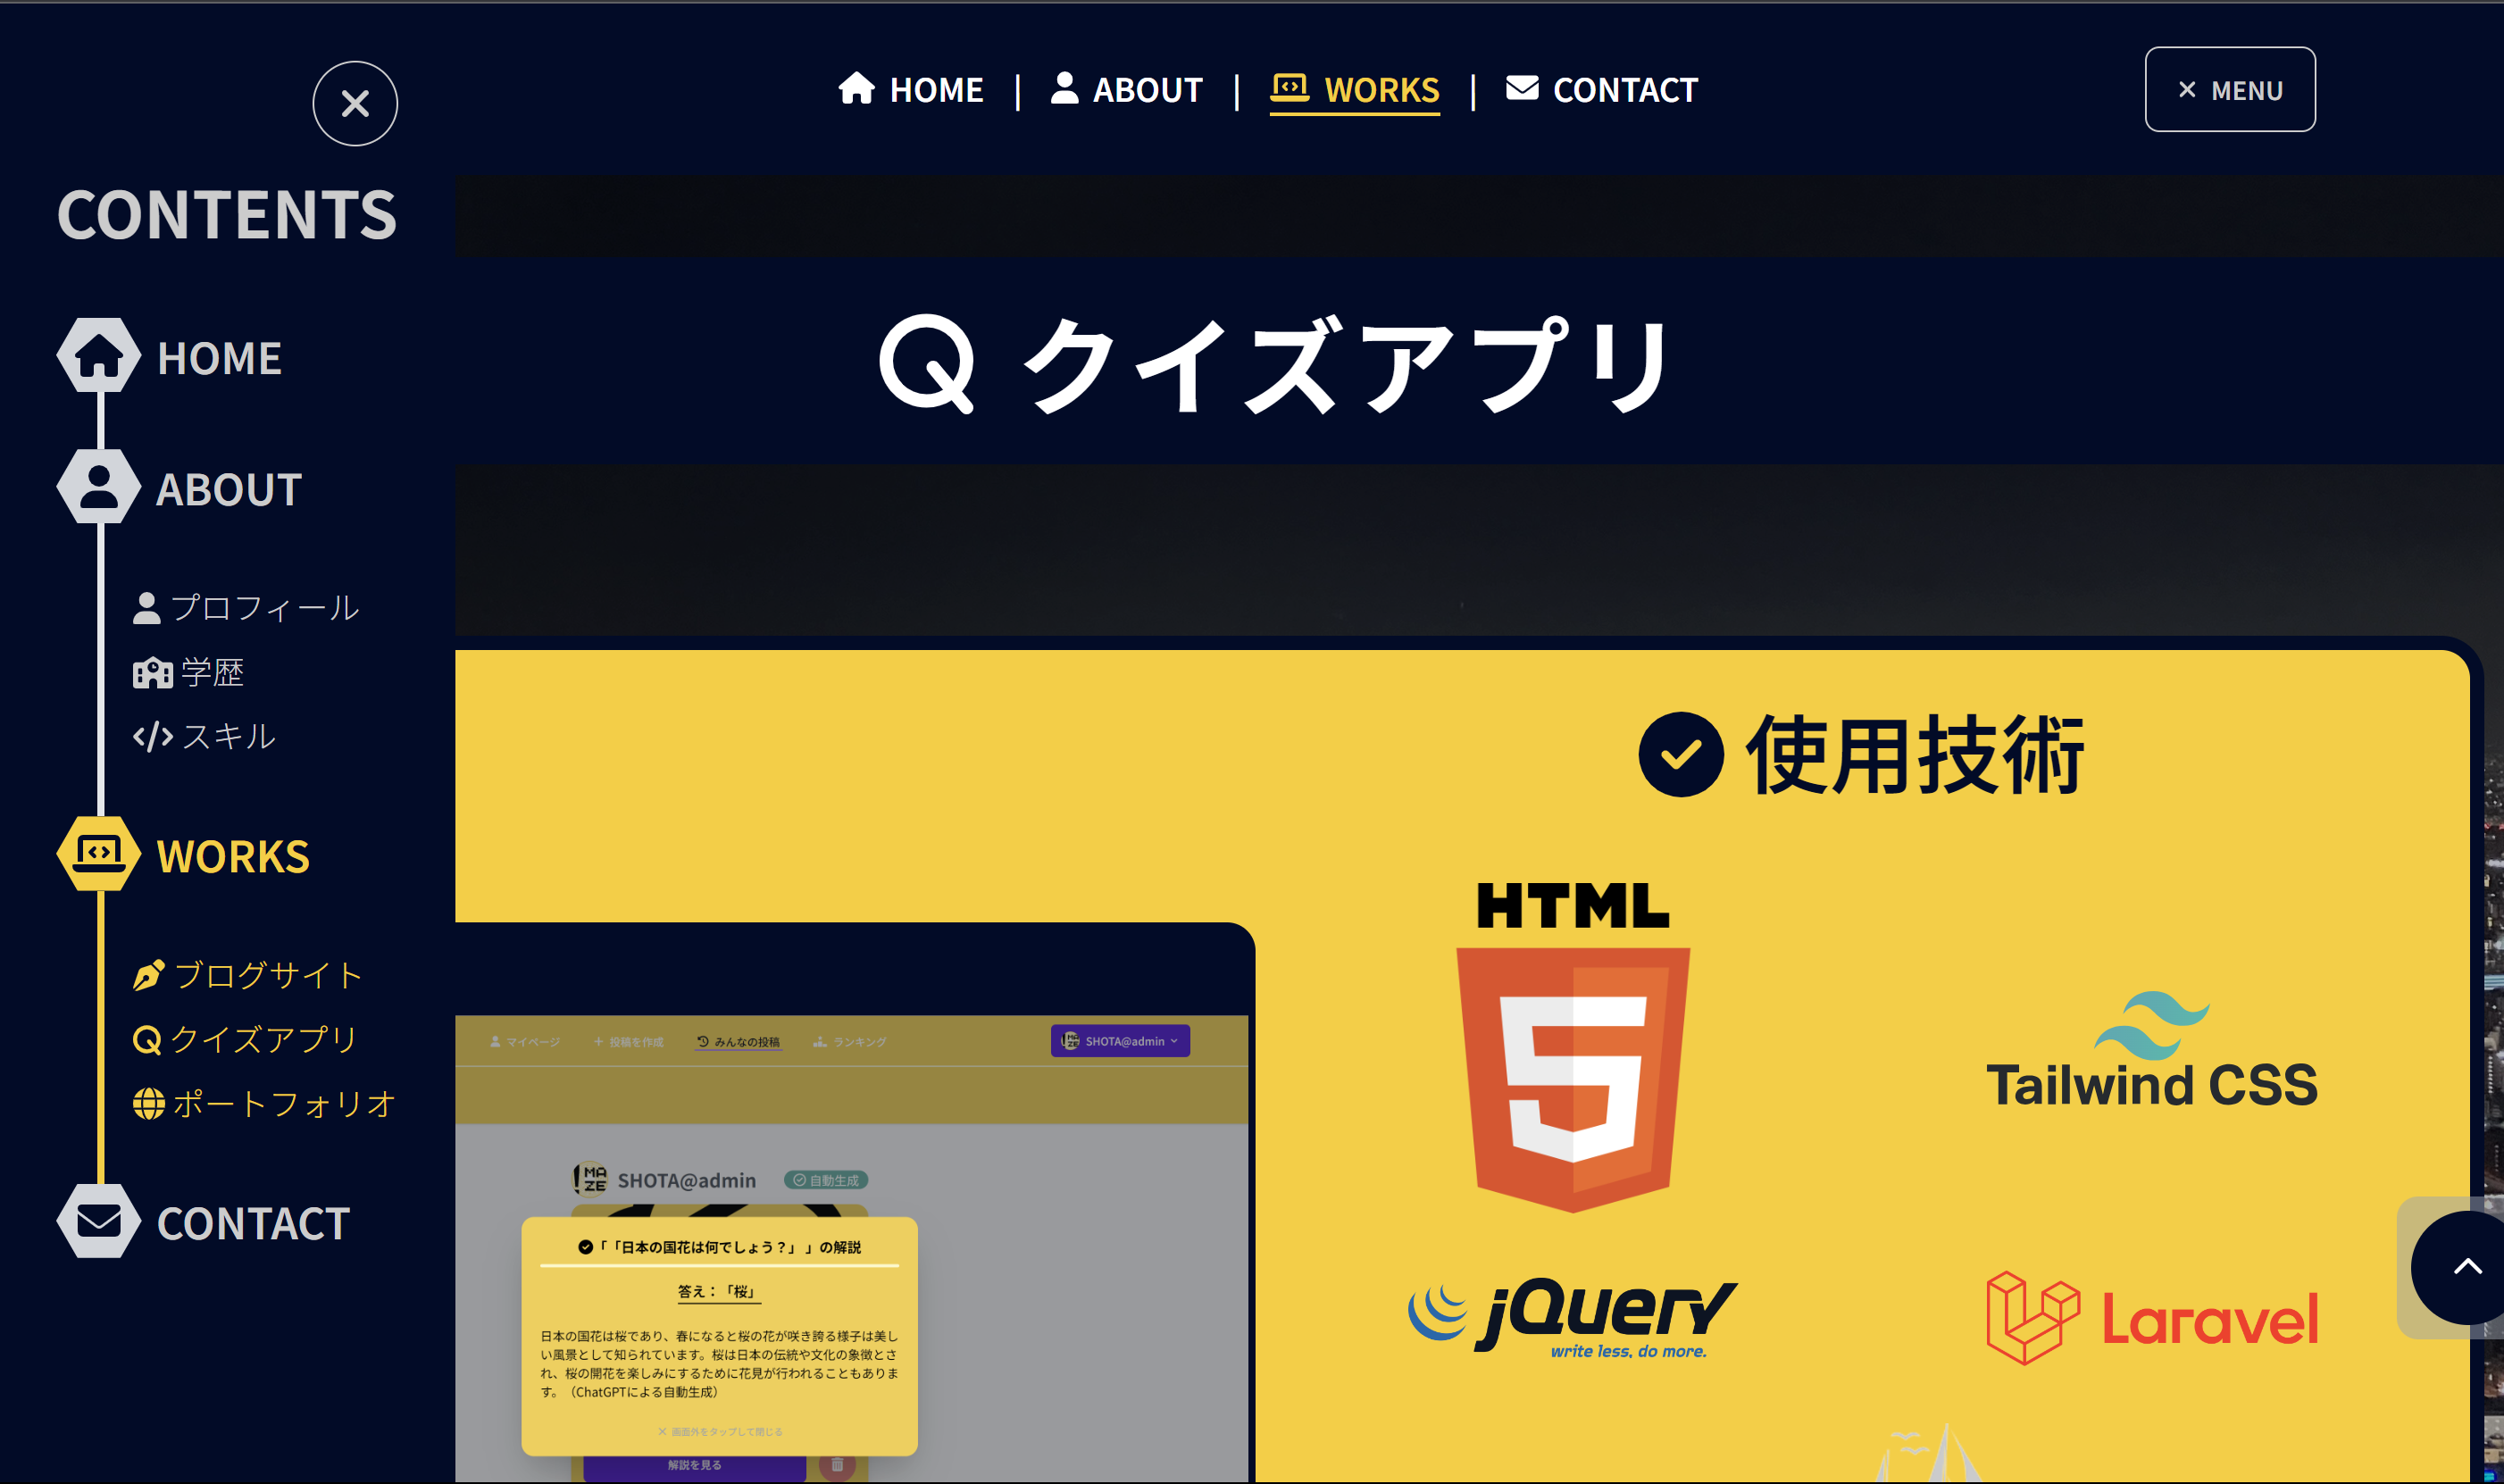 HOME | ABOUT | WORKS | CONTACT
MENU
CONTENTS
HOME
ABOUT
プロフィール
学歴
スキル
WORKS
ブログサイト
クイズアプリ
ポートフォリオ
CONTACT
Q クイズアプリ
マイページ
投稿を作成
みんなの投稿
ランキング
SHOTA@admin
MAZE
SHOTA@admin
自動生成
「「日本の国花は何でしょう？」 」の解説
答え：「桜」
日本の国花は桜であり、春になると桜の花が咲き誇る様子は美し
い風景として知られています。桜は日本の伝統や文化の象徴とさ
れ、桜の開花を楽しみにするために花見が行われることもありま
す。（ChatGPTによる自動生成）
画面外をタップして閉じる
解説を見る
使用技術
HTML
5
Tailwind CSS
jQuery
write less, do more.
Laravel